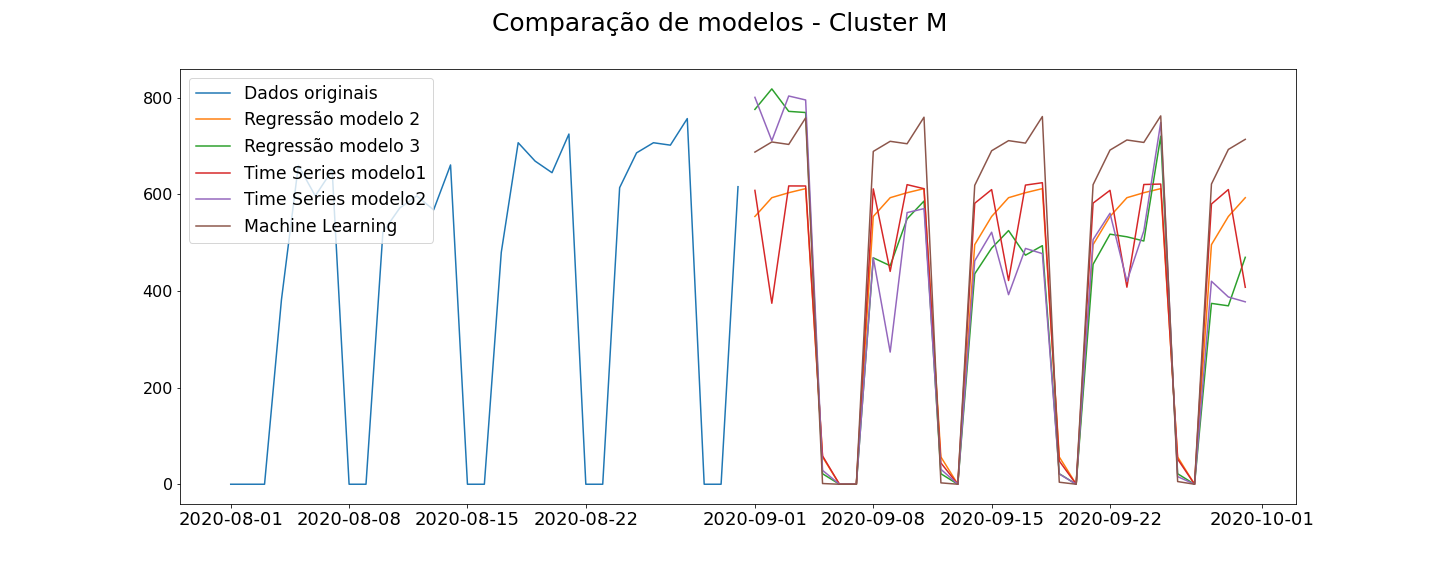 Comparação de modelos - Cluster M
Dados originais
Regressão modelo 2
Regressão modelo 3
Time Series modelo1
Time Series modelo2
Machine Learning
800
600
400
200
0
2020-08-01 2020-08-08 2020-08-15 2020-08-22 2020-09-01 2020-09-08 2020-09-15 2020-09-22 2020-10-01